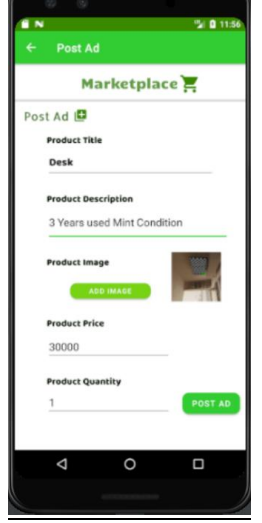 11:56
Post Ad
Marketplace
Post Ad
Product Title
Desk
Product Description
3 Years used Mint Condition
Product Image
ADD IMAGE
Product Price
30000
Product Quantity
1
POST AD